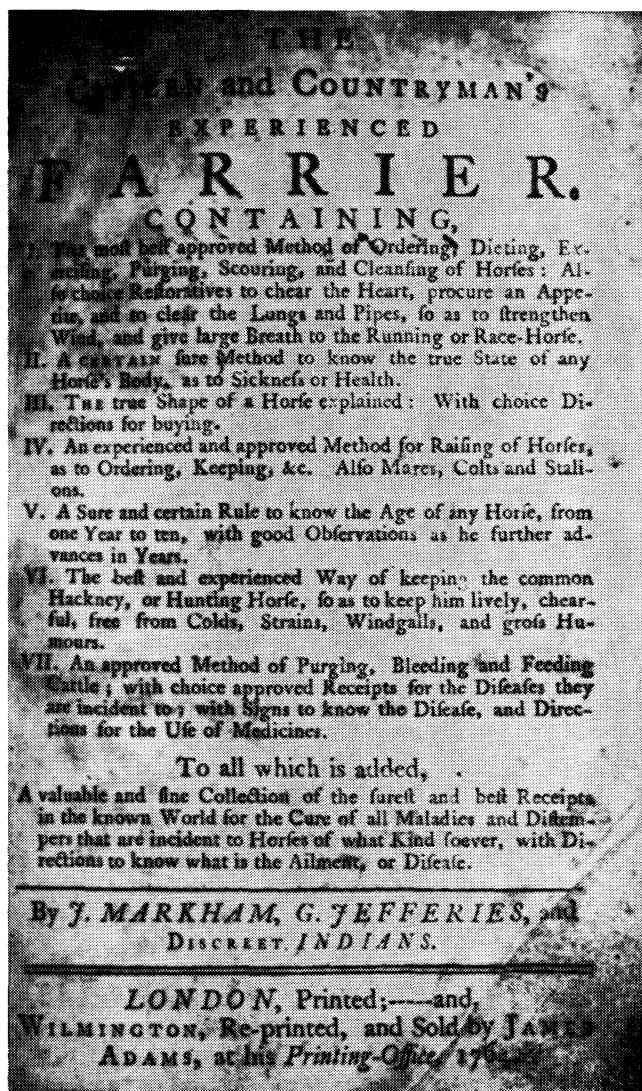 THE
CITIZEN and COUNTRYMAN's
EXPERIENCED
FARRIER.
CONTAINING,
I. The moſt beſt approved Method of Ordering, Dieting, Ex-
erciſing, Purging, Scouring, and Cleanſing of Horſes: Al-
ſo choice Reſtoratives to chear the Heart, procure an Appe-
tite, and to clear the Lungs and Pipes, ſo as to ſtrengthen
Wind, and give large Breath to the Running or Race-Horſe.
II. A CERTAIN ſure Method to know the true State of any
Horſe's Body, as to Sickneſs or Health.
III. THE true Shape of a Horſe explained: With choice Di-
rections for buying.
IV. An experienced and approved Method for Raiſing of Horſes,
as to Ordering, Keeping, &c. Alſo Mares, Colts and Stali-
ons.
V. A Sure and certain Rule to know the Age of any Horſe, from
one Year to ten, with good Obſervations as he further ad-
vances in Years.
VI. The beſt and experienced Way of keeping the common
Hackney, or Hunting Horſe, ſo as to keep him lively, chear-
ful, free from Colds, Strains, Windgalls, and groſs Hu-
mours.
VII. An approved Method of Purging, Bleeding and Feeding
Cattle; with choice approved Receipts for the Diſeaſes they
are incident to; with Signs to know the Diſeaſe, and Direc-
tions for the Uſe of Medicines.
To all which is added,
A valuable and fine Collection of the ſureſt and beſt Receipts
in the known World for the Cure of all Maladies and Diſtem-
pers that are incident to Horſes of what Kind ſoever, with Di-
rections to know what is the Ailment, or Diſeaſe.
By J. MARKHAM, G. JEFFERIES, and
DISCREET INDIANS.
LONDON, Printed;-----and,
WILMINGTON, Re-printed, and Sold by JAMES
ADAMS, at his Printing-Office,